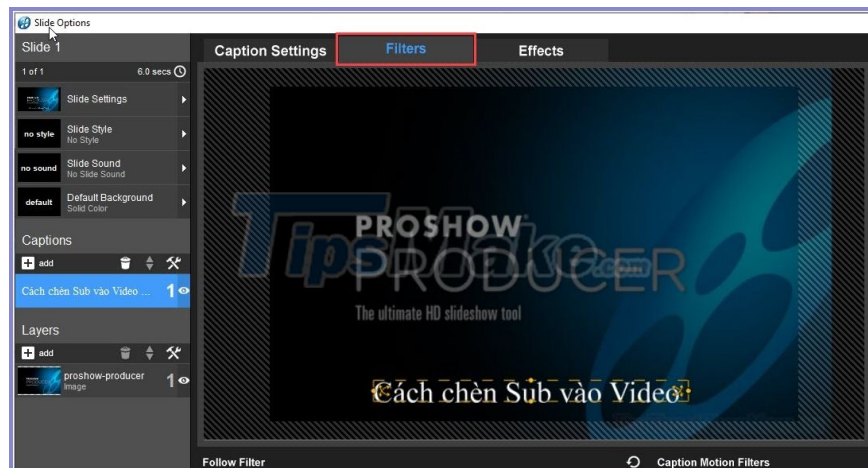 Slide Options
Slide 1
Caption Settings
Filters
Effects
1 of 1
6.0 secs
Slide Settings
no style
Slide Style
No Style
no sound
Slide Sound
No Slide Sound
default
Default Background
Solid Color
Captions
add
Cách chèn Sub vào Video ...
1
Layers
add
proshow-producer
Image
1
PROSHOW
PRODUCER
TipsMake.com
The ultimate HD slideshow tool
Cách chèn Sub vào Video
Follow Filter
Caption Motion Filters